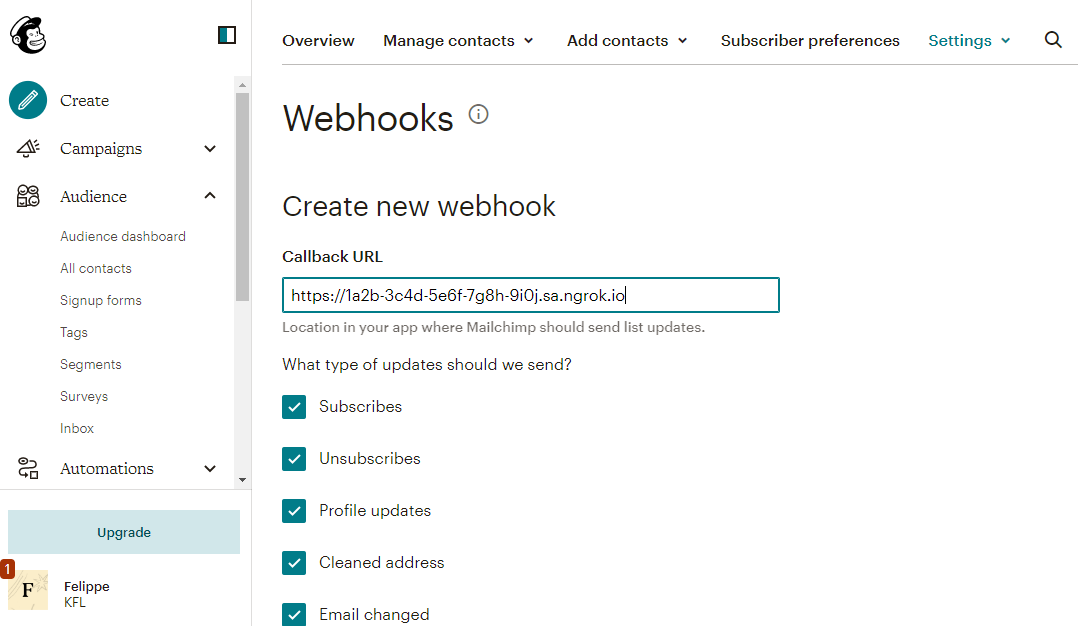 Overview Manage contacts Add contacts Subscriber preferences Settings
Create
Campaigns
Audience
Audience dashboard
All contacts
Signup forms
Tags
Segments
Surveys
Inbox
Automations
Upgrade
1
F
Felippe
KFL
Webhooks
Create new webhook
Callback URL
https://1a2b-3c4d-5e6f-7g8h-9i0j.sa.ngrok.io
Location in your app where Mailchimp should send list updates.
What type of updates should we send?
Subscribes
Unsubscribes
Profile updates
Cleaned address
Email changed